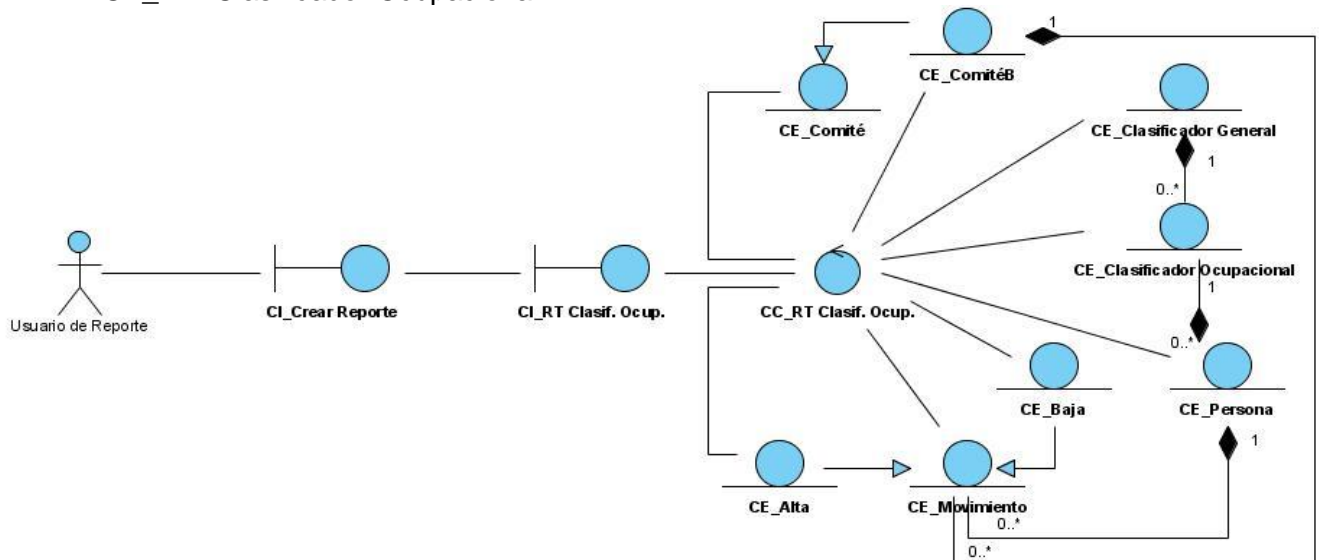 1
CE_ComitéB
CE_Comité
CE_Clasificador General
1
0..*
CE_Clasificador Ocupacional
1
Usuario de Reporte
CI_Crear Reporte
CI_RT Clasif. Ocup.
CC_RT Clasif. Ocup.
0..*
CE_Baja
CE_Persona
1
CE_Alta
CE_Movimiento
0..*
0..*